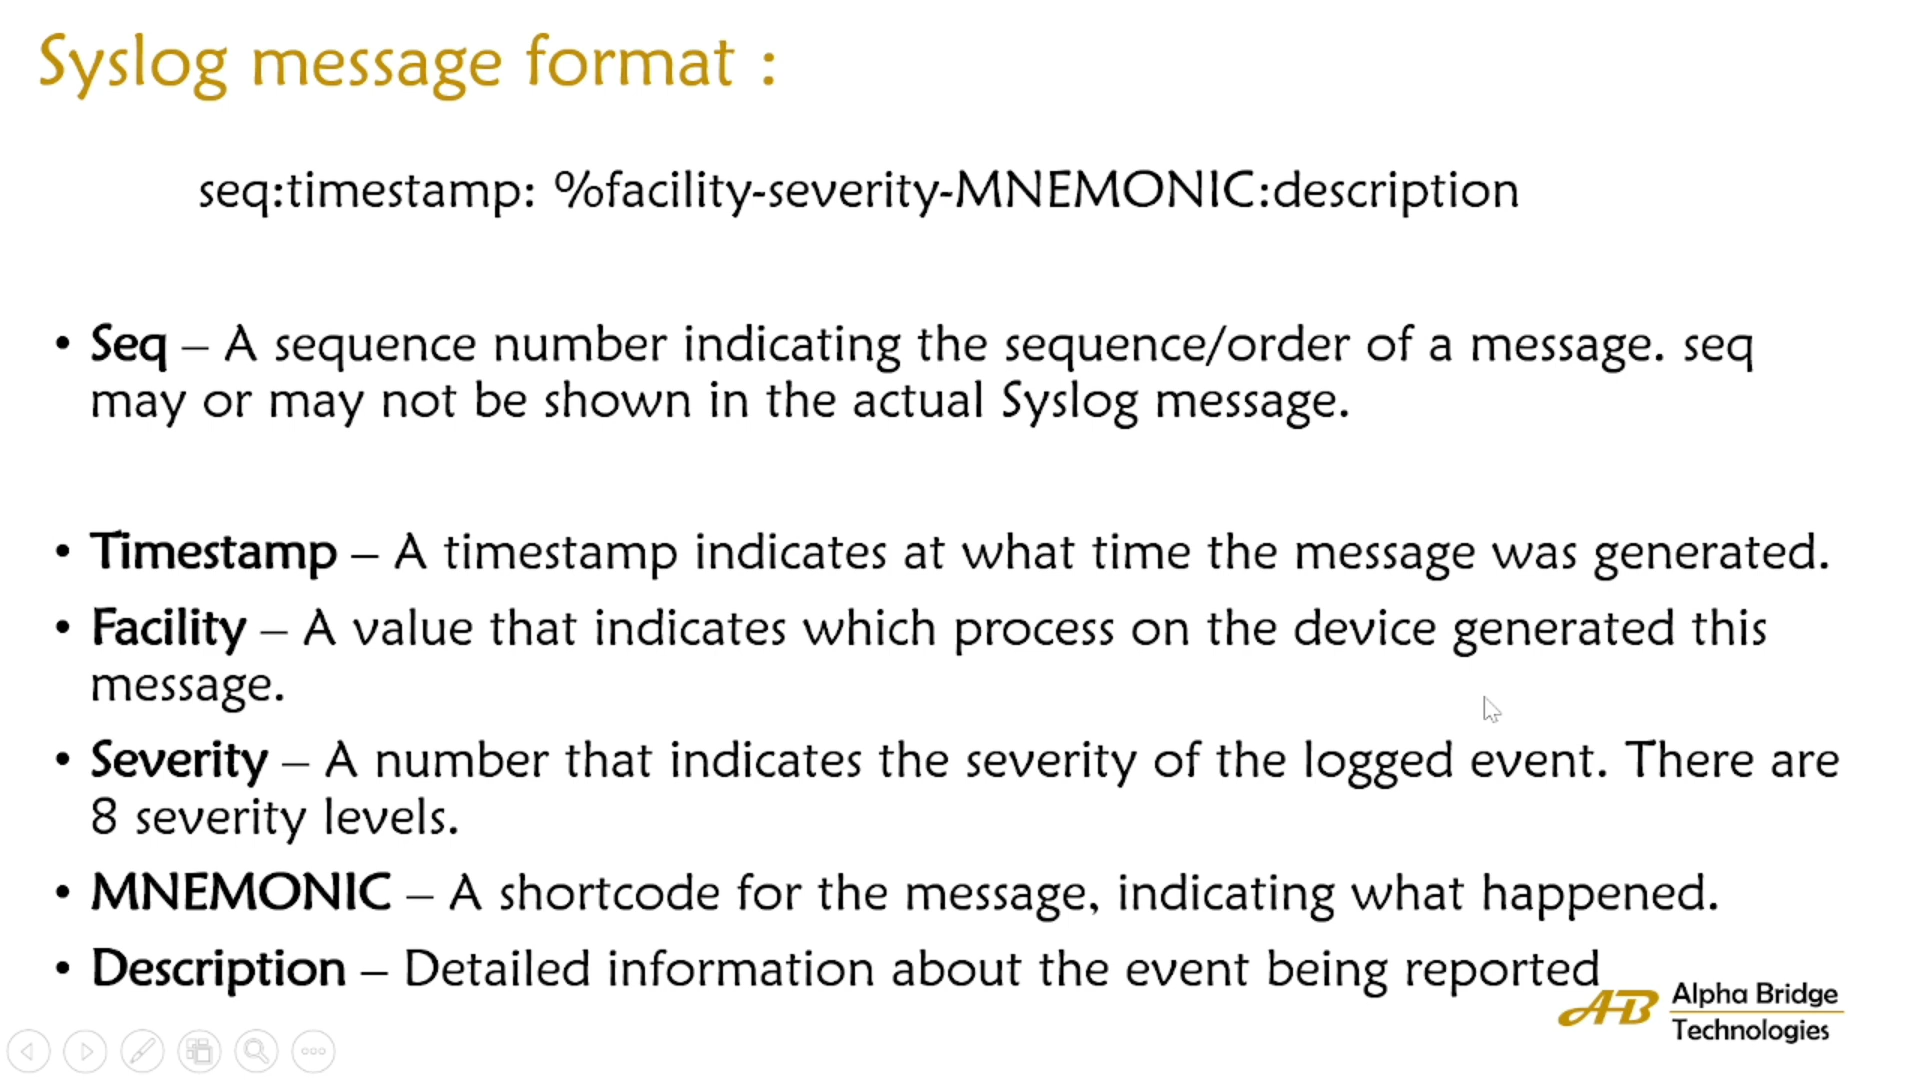 Syslog message format :
seq:timestamp: %facility-severity-MNEMONIC:description
• Seq – A sequence number indicating the sequence/order of a message. seq
may or may not be shown in the actual Syslog message.
• Timestamp – A timestamp indicates at what time the message was generated.
• Facility – A value that indicates which process on the device generated this
message.
• Severity – A number that indicates the severity of the logged event. There are
8 severity levels.
• MNEMONIC – A shortcode for the message, indicating what happened.
• Description – Detailed information about the event being reported
AB
Alpha Bridge
Technologies